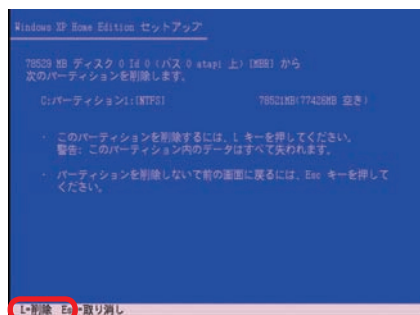 Windows XP Home Edition セットアップ
78529 MB ディスク 0 Id 0 (バス 0 atapi 上) [MBR] から
次のパーティションを削除します。
C:パーティション1:[NTFS] 78521MB(77426MB 空き)
・ このパーティションを削除するには、L キーを押してください。
警告: このパーティション内のデータはすべて失われます。
・ パーティションを削除しないで前の画面に戻るには、Esc キーを押して
ください。
L=削除 Esc=取り消し